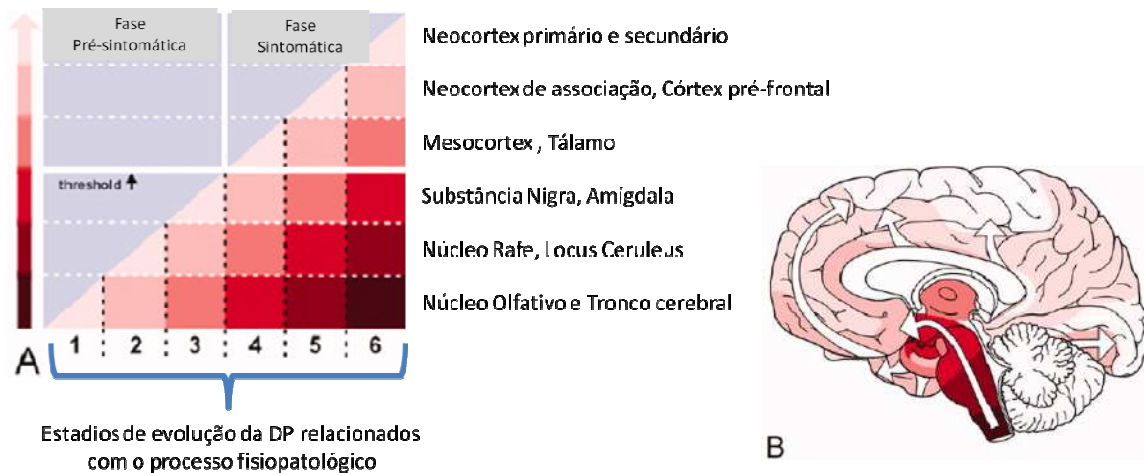 Fase
Pré-sintomática
Fase
Sintomática
Neocortex primário e secundário
Neocortex de associação, Córtex pré-frontal
Mesocortex , Tálamo
threshold
Substância Nigra, Amígdala
Núcleo Rafe, Locus Ceruleus
Núcleo Olfativo e Tronco cerebral
A
1 2 3 4 5 6
Estadios de evolução da DP relacionados
com o processo fisiopatológico
B